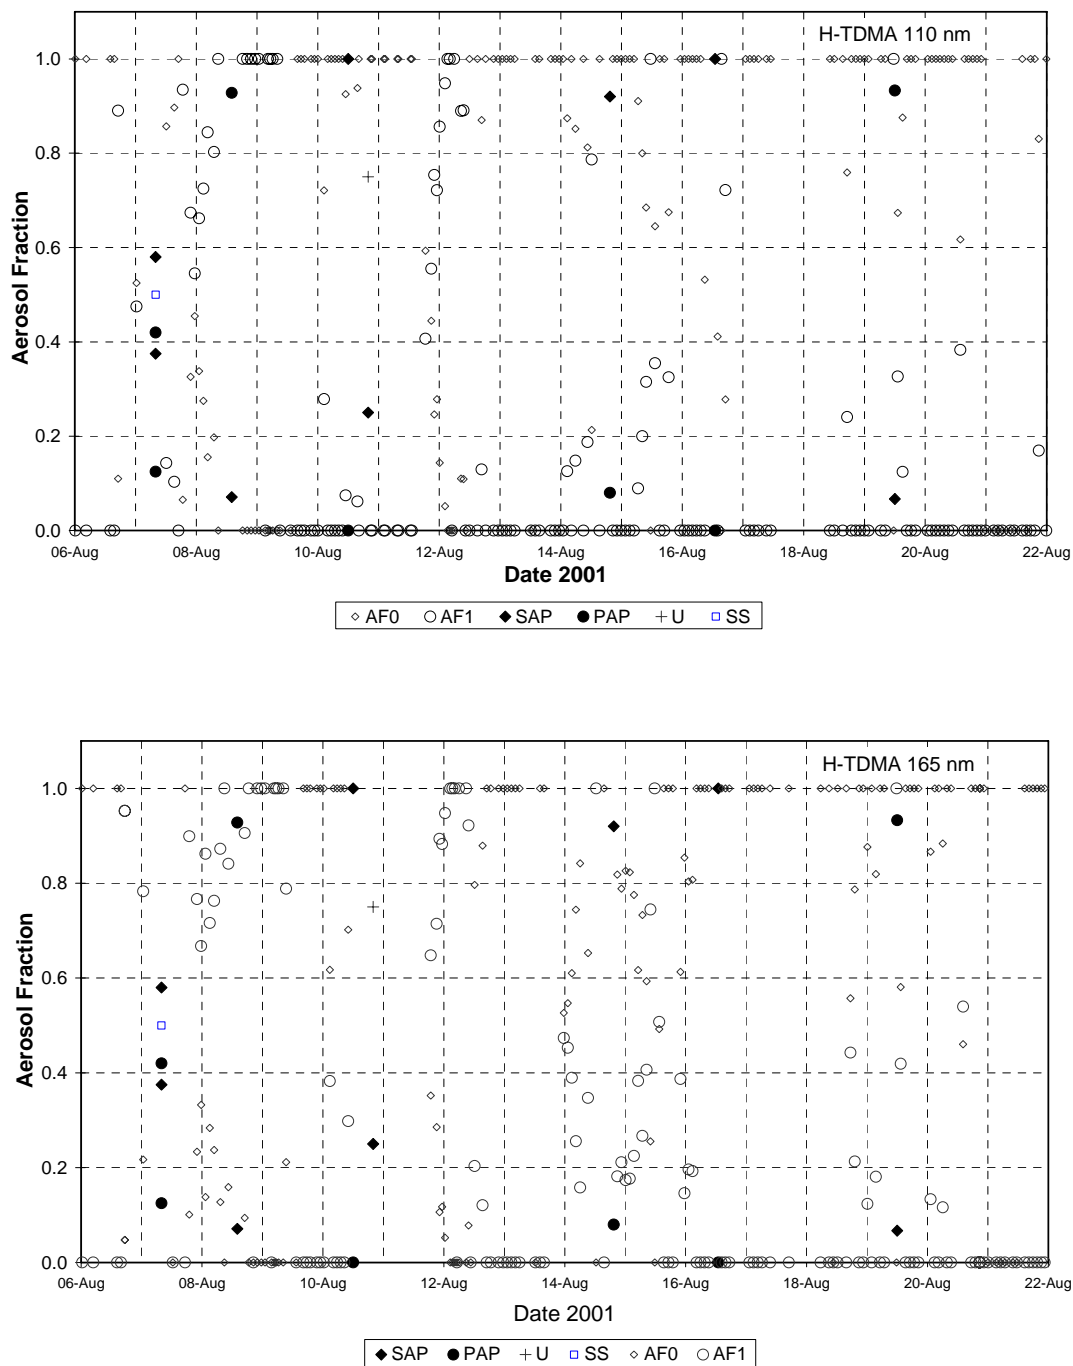 H-TDMA 110 nm
1.0
0.8
0.6
0.4
0.2
0.0
Aerosol Fraction
06-Aug 08-Aug 10-Aug 12-Aug 14-Aug 16-Aug 18-Aug 20-Aug 22-Aug
Date 2001
AF0 AF1 SAP PAP U SS
H-TDMA 165 nm
1.0
0.8
0.6
0.4
0.2
0.0
Aerosol Fraction
06-Aug 08-Aug 10-Aug 12-Aug 14-Aug 16-Aug 18-Aug 20-Aug 22-Aug
Date 2001
SAP PAP U SS AF0 AF1